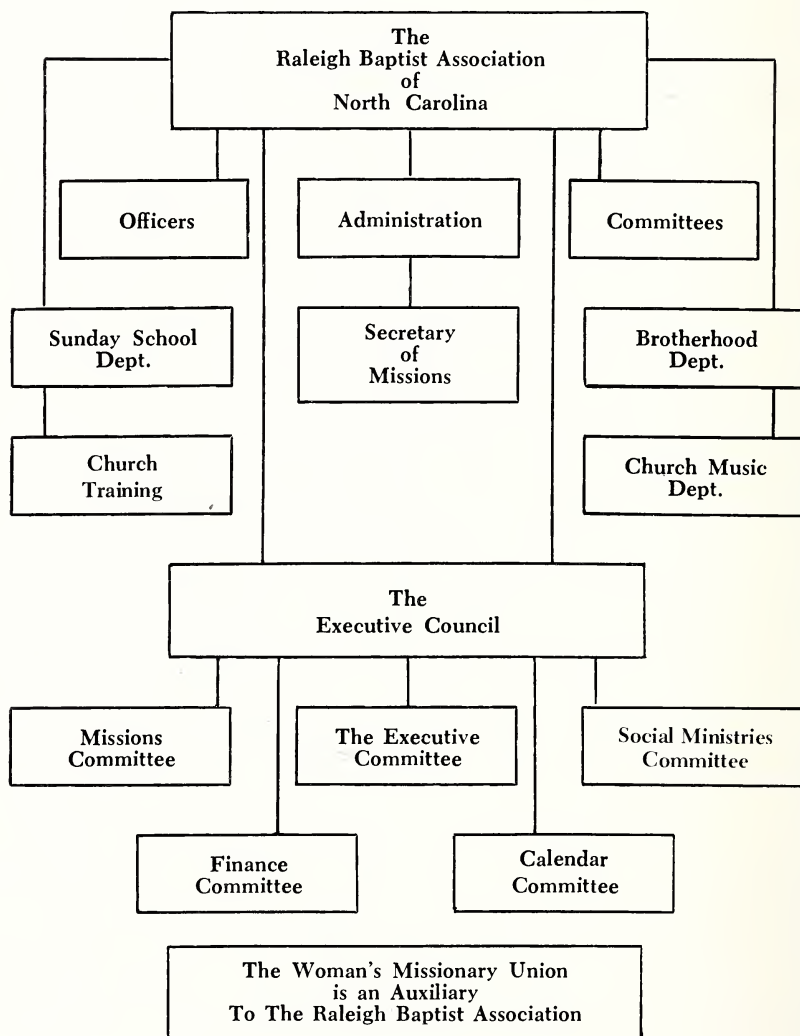 The
Raleigh Baptist Association
of
North Carolina
Officers
Administration
Committees
Sunday School
Dept.
Secretary
of
Missions
Brotherhood
Dept.
Church
Training
Church Music
Dept.
The
Executive Council
Missions
Committee
The Executive
Committee
Social Ministries
Committee
Finance
Committee
Calendar
Committee
The Woman's Missionary Union
is an Auxiliary
To The Raleigh Baptist Association